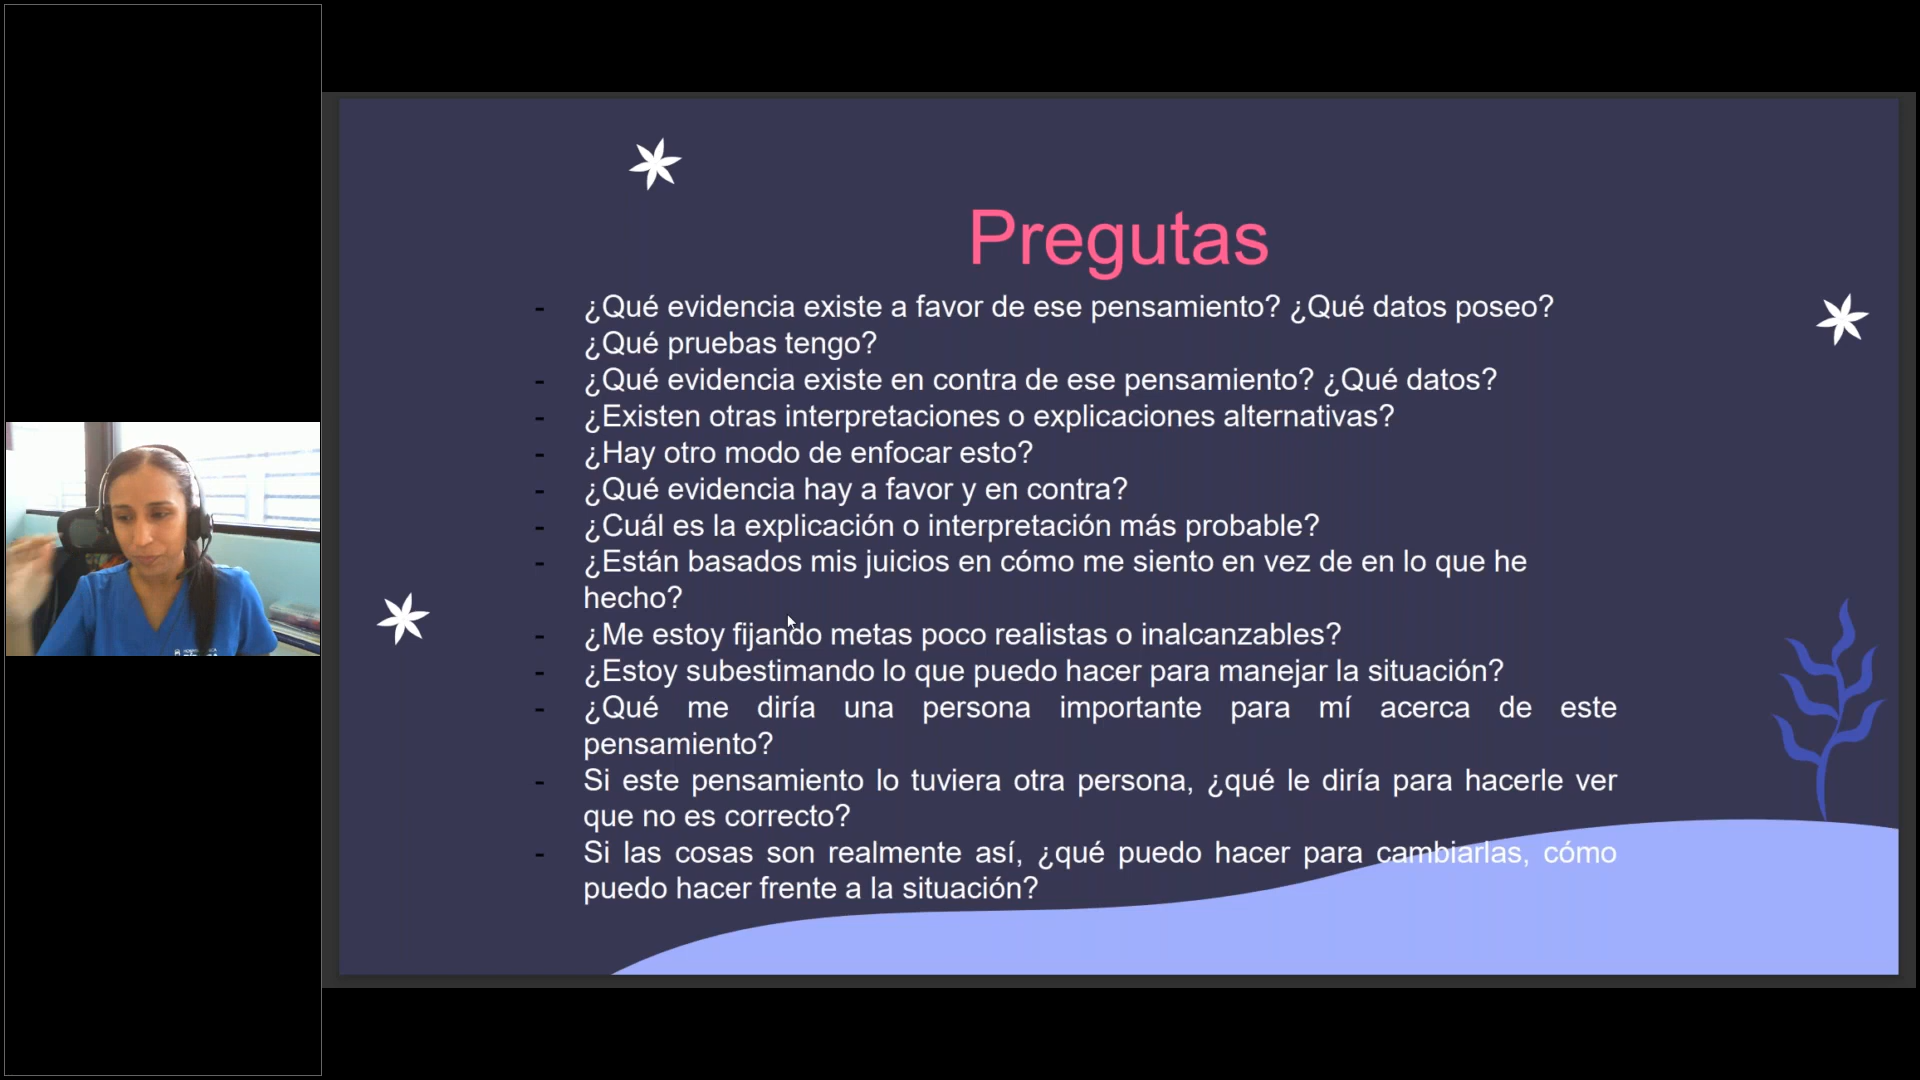 Pregutas
- ¿Qué evidencia existe a favor de ese pensamiento? ¿Qué datos poseo?
¿Qué pruebas tengo?
- ¿Qué evidencia existe en contra de ese pensamiento? ¿Qué datos?
- ¿Existen otras interpretaciones o explicaciones alternativas?
- ¿Hay otro modo de enfocar esto?
- ¿Qué evidencia hay a favor y en contra?
- ¿Cuál es la explicación o interpretación más probable?
- ¿Están basados mis juicios en cómo me siento en vez de en lo que he
hecho?
- ¿Me estoy fijando metas poco realistas o inalcanzables?
- ¿Estoy subestimando lo que puedo hacer para manejar la situación?
- ¿Qué me diría una persona importante para mí acerca de este
pensamiento?
- Si este pensamiento lo tuviera otra persona, ¿qué le diría para hacerle ver
que no es correcto?
- Si las cosas son realmente así, ¿qué puedo hacer para cambiarlas, cómo
puedo hacer frente a la situación?